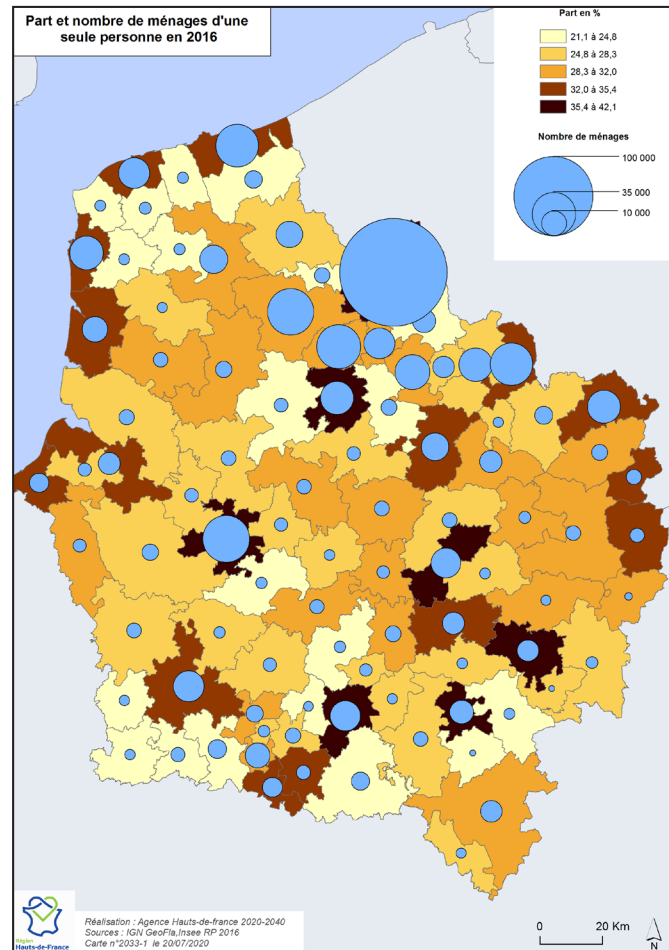 Part et nombre de ménages d'une
seule personne en 2016
Part en %
21,1 à 24,8
24,8 à 28,3
28,3 à 32,0
32,0 à 35,4
35,4 à 42,1
Nombre de ménages
100 000
35 000
10 000
Région
Hauts-de-France
Réalisation : Agence Hauts-de-france 2020-2040
Sources : IGN GeoFla,Insee RP 2016
Carte n°2033-1 le 20/07/2020
0 20 Km
N